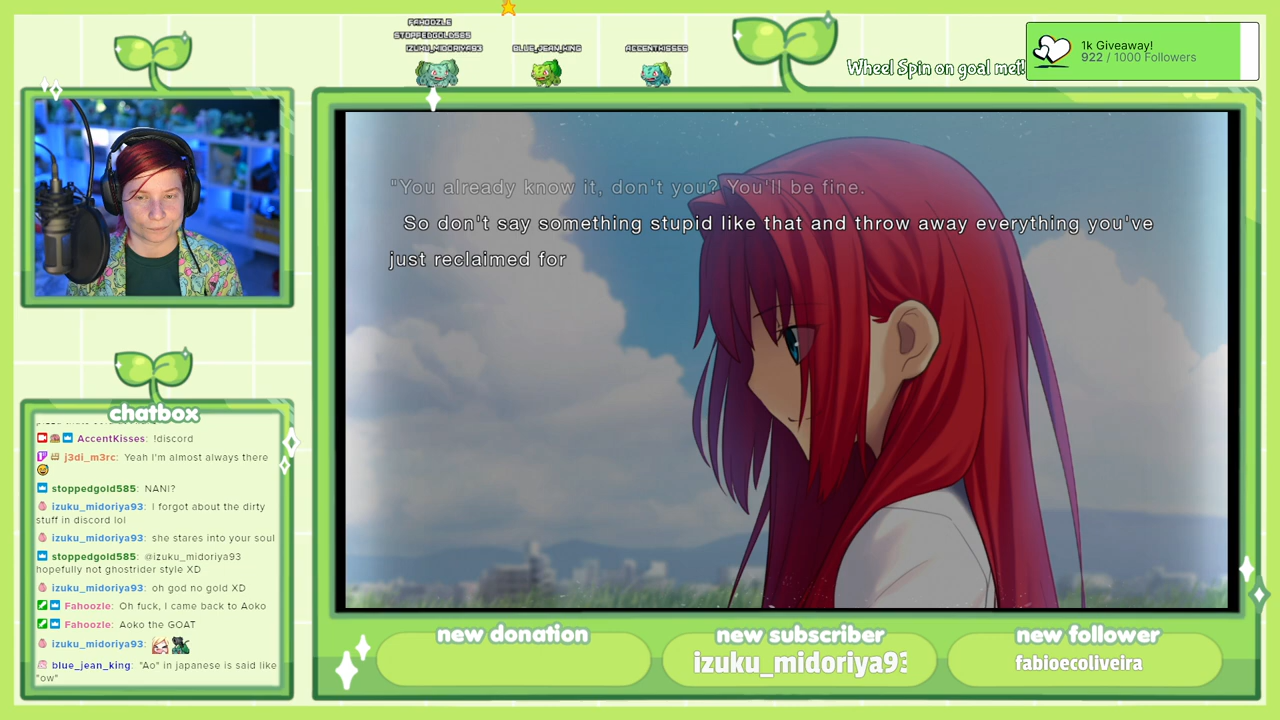 FAHOOZLE
STOPPEDGOLD585
IZUKU_MIDORIYA93
BLUE_JEAN_KING
ACCENTKISSES
Wheel Spin on goal met!
1k Giveaway!
922 / 1000 Followers
"You already know it, don't you? You'll be fine.
So don't say something stupid like that and throw away everything you've
just reclaimed for
chatbox
AccentKisses: !discord
j3di_m3rc: Yeah I'm almost always there
stoppedgold585: NANI?
izuku_midoriya93: I forgot about the dirty
stuff in discord lol
izuku_midoriya93: she stares into your soul
stoppedgold585: @izuku_midoriya93
hopefully not ghostrider style XD
izuku_midoriya93: oh god no gold XD
Fahoozle: Oh fuck, I came back to Aoko
Fahoozle: Aoko the GOAT
izuku_midoriya93:
blue_jean_king: "Ao" in japanese is said like
"ow"
new donation
new subscriber
izuku_midoriya93
new follower
fabioecoliveira